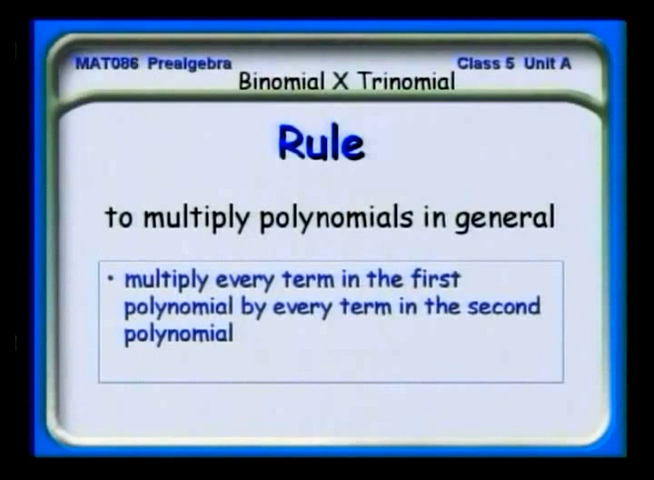 MAT086 Prealgebra
Class 5 Unit A
Binomial X Trinomial
Rule
to multiply polynomials in general
• multiply every term in the first
polynomial by every term in the second
polynomial